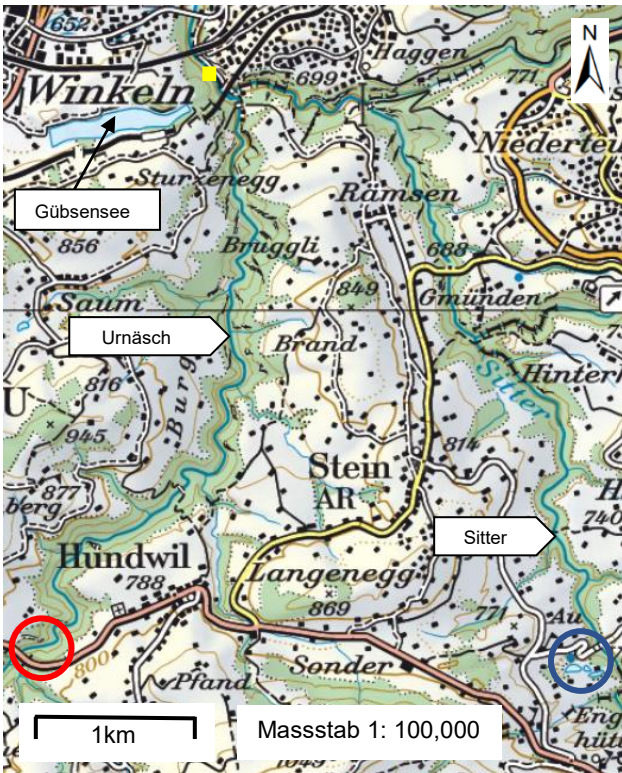 652
N
Haggen
699
771
Winkeln
Niederteu
Sturzenegg
Gübsensee
Rämsen
856
Bruggli
688
849
Gmünden
Saum
Urnäsch
Brand
Sitter
Hinter
816
Burg
U
945
814
Stein
AR
877
berg
H
740
Sitter
Hundwil
788
Langenegg
869
771
Au
800
Sonder
Pfand
Eng
hütt
1km
Massstab 1: 100,000
1049